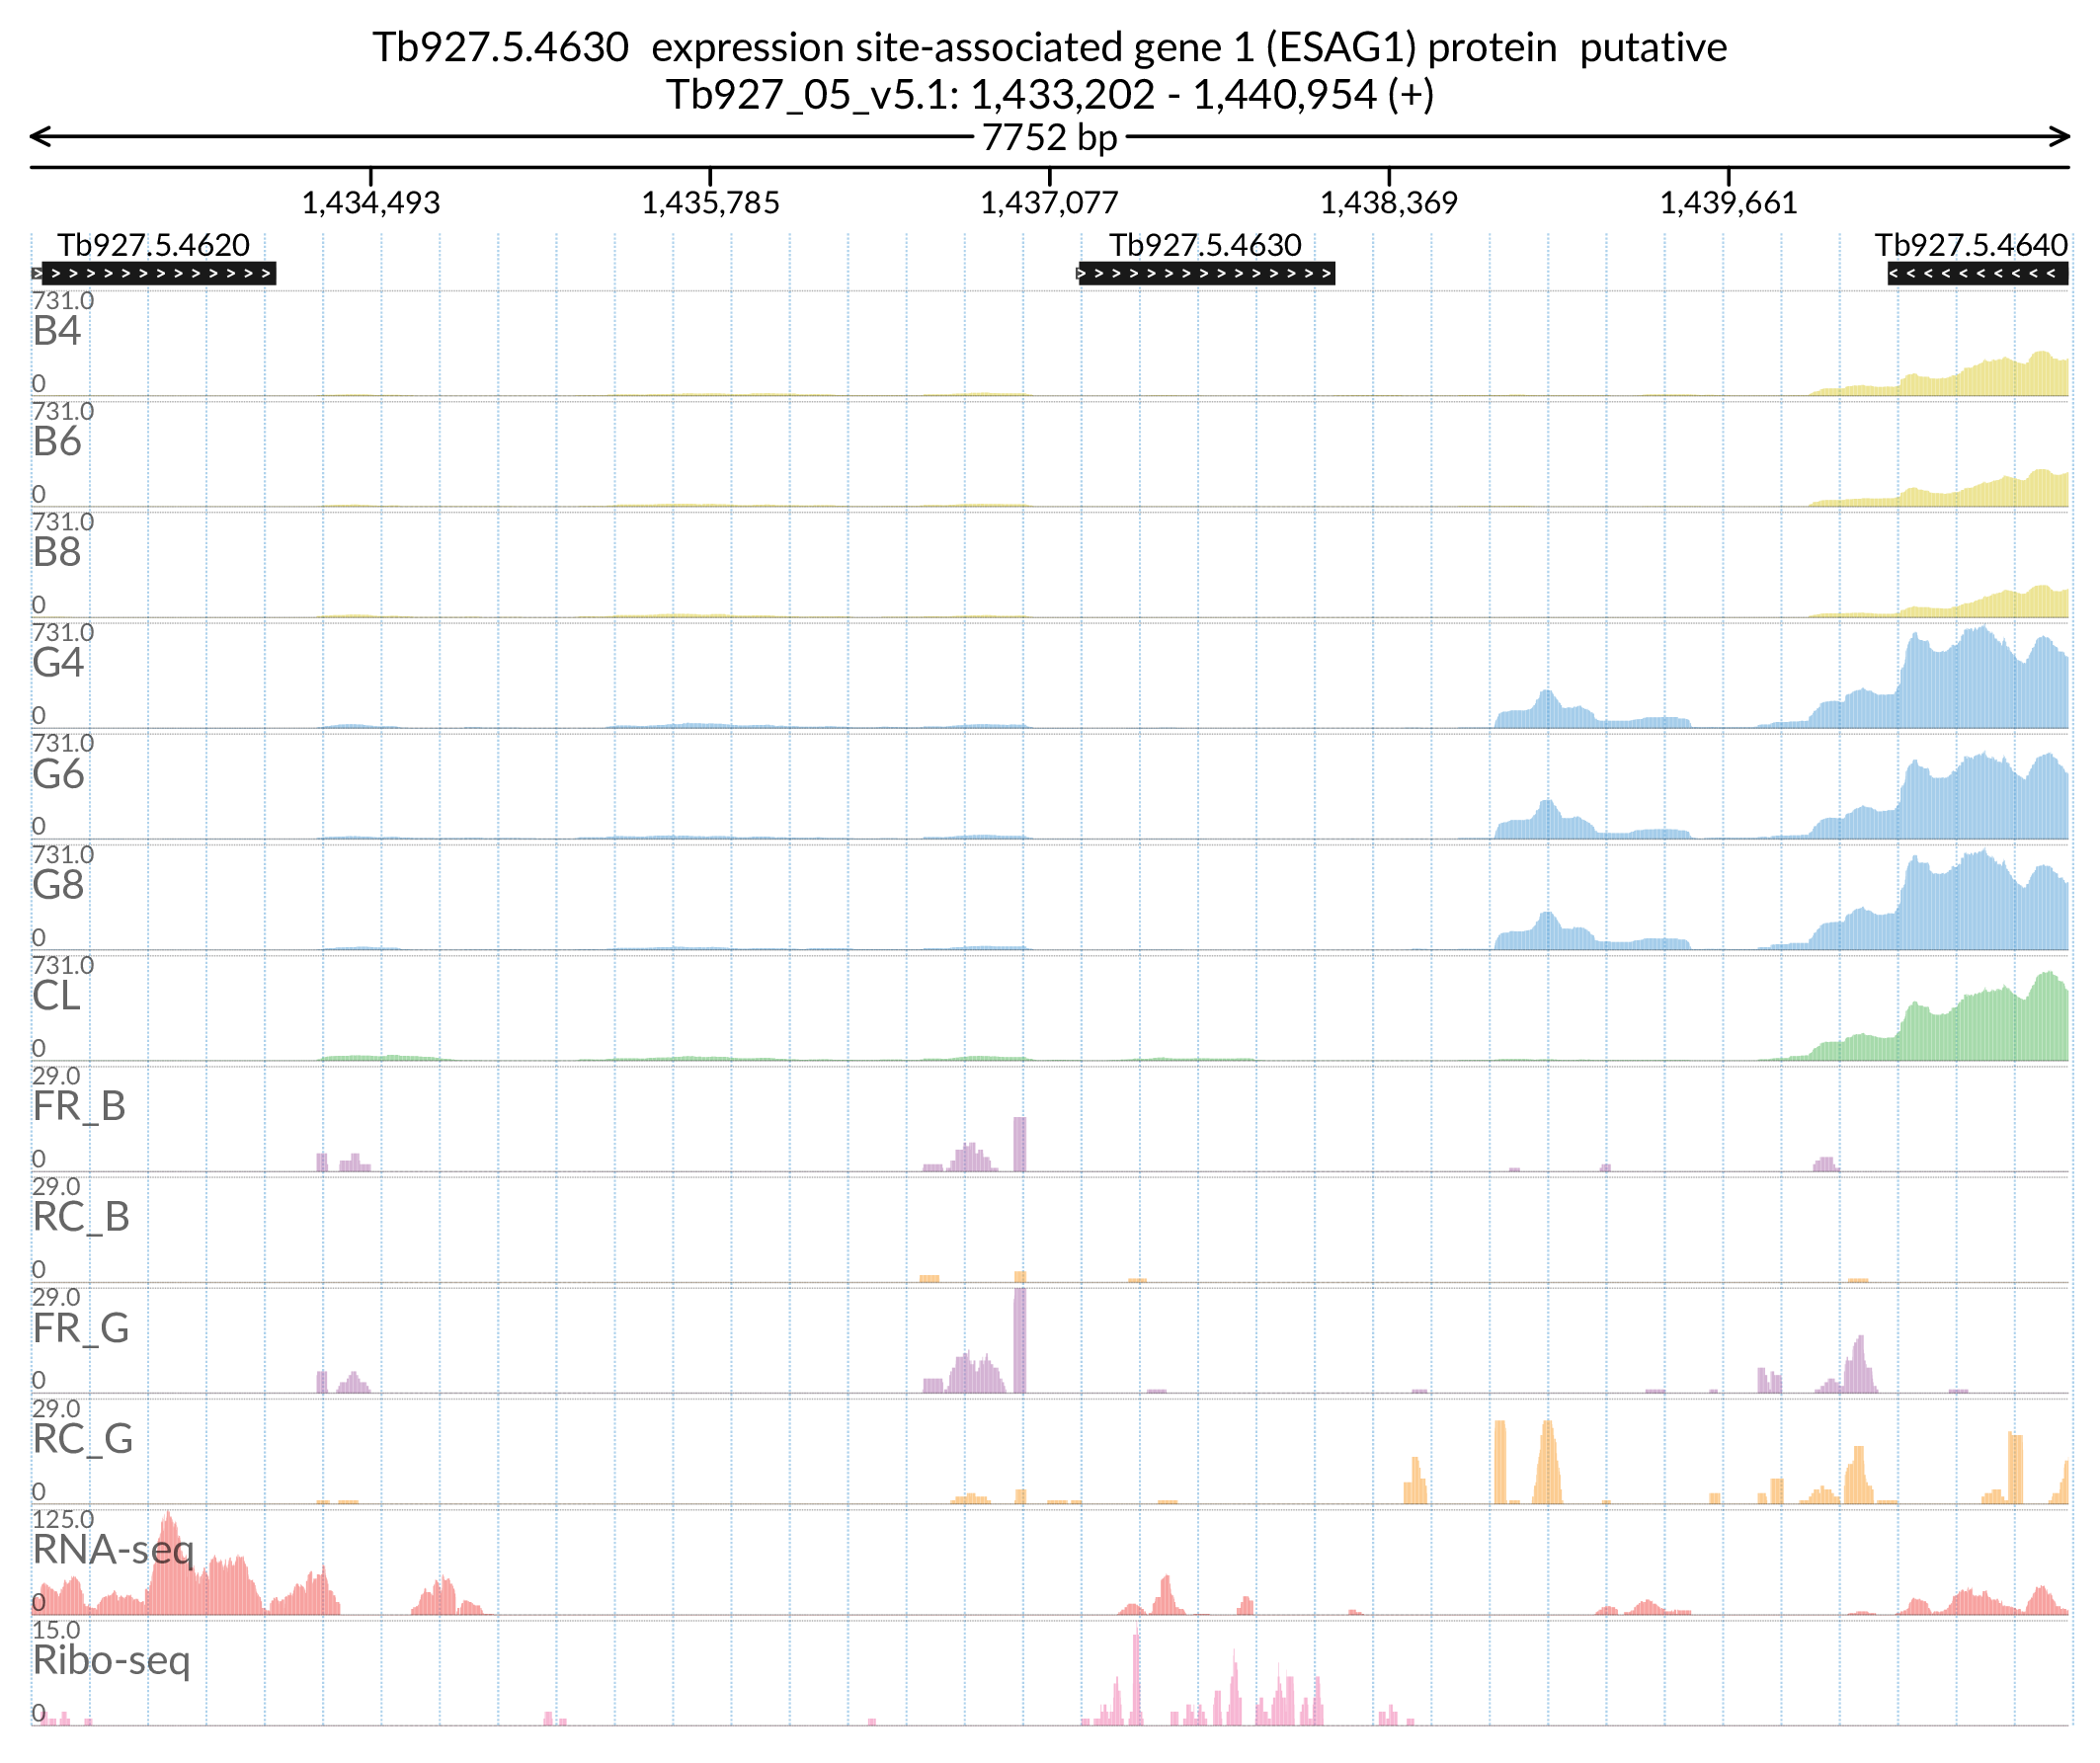 Tb927.5.4630  expression site-associated gene 1 (ESAG1) protein  putative
Tb927_05_v5.1: 1,433,202 - 1,440,954 (+)
7752 bp
1,434,493 1,435,785 1,437,077 1,438,369 1,439,661
Tb927.5.4620 Tb927.5.4630 Tb927.5.4640
731.0
B4
0
731.0
B6
0
731.0
B8
0
731.0
G4
0
731.0
G6
0
731.0
G8
0
731.0
CL
0
29.0
FR_B
0
29.0
RC_B
0
29.0
FR_G
0
29.0
RC_G
0
125.0
RNA-seq
0
15.0
Ribo-seq
0